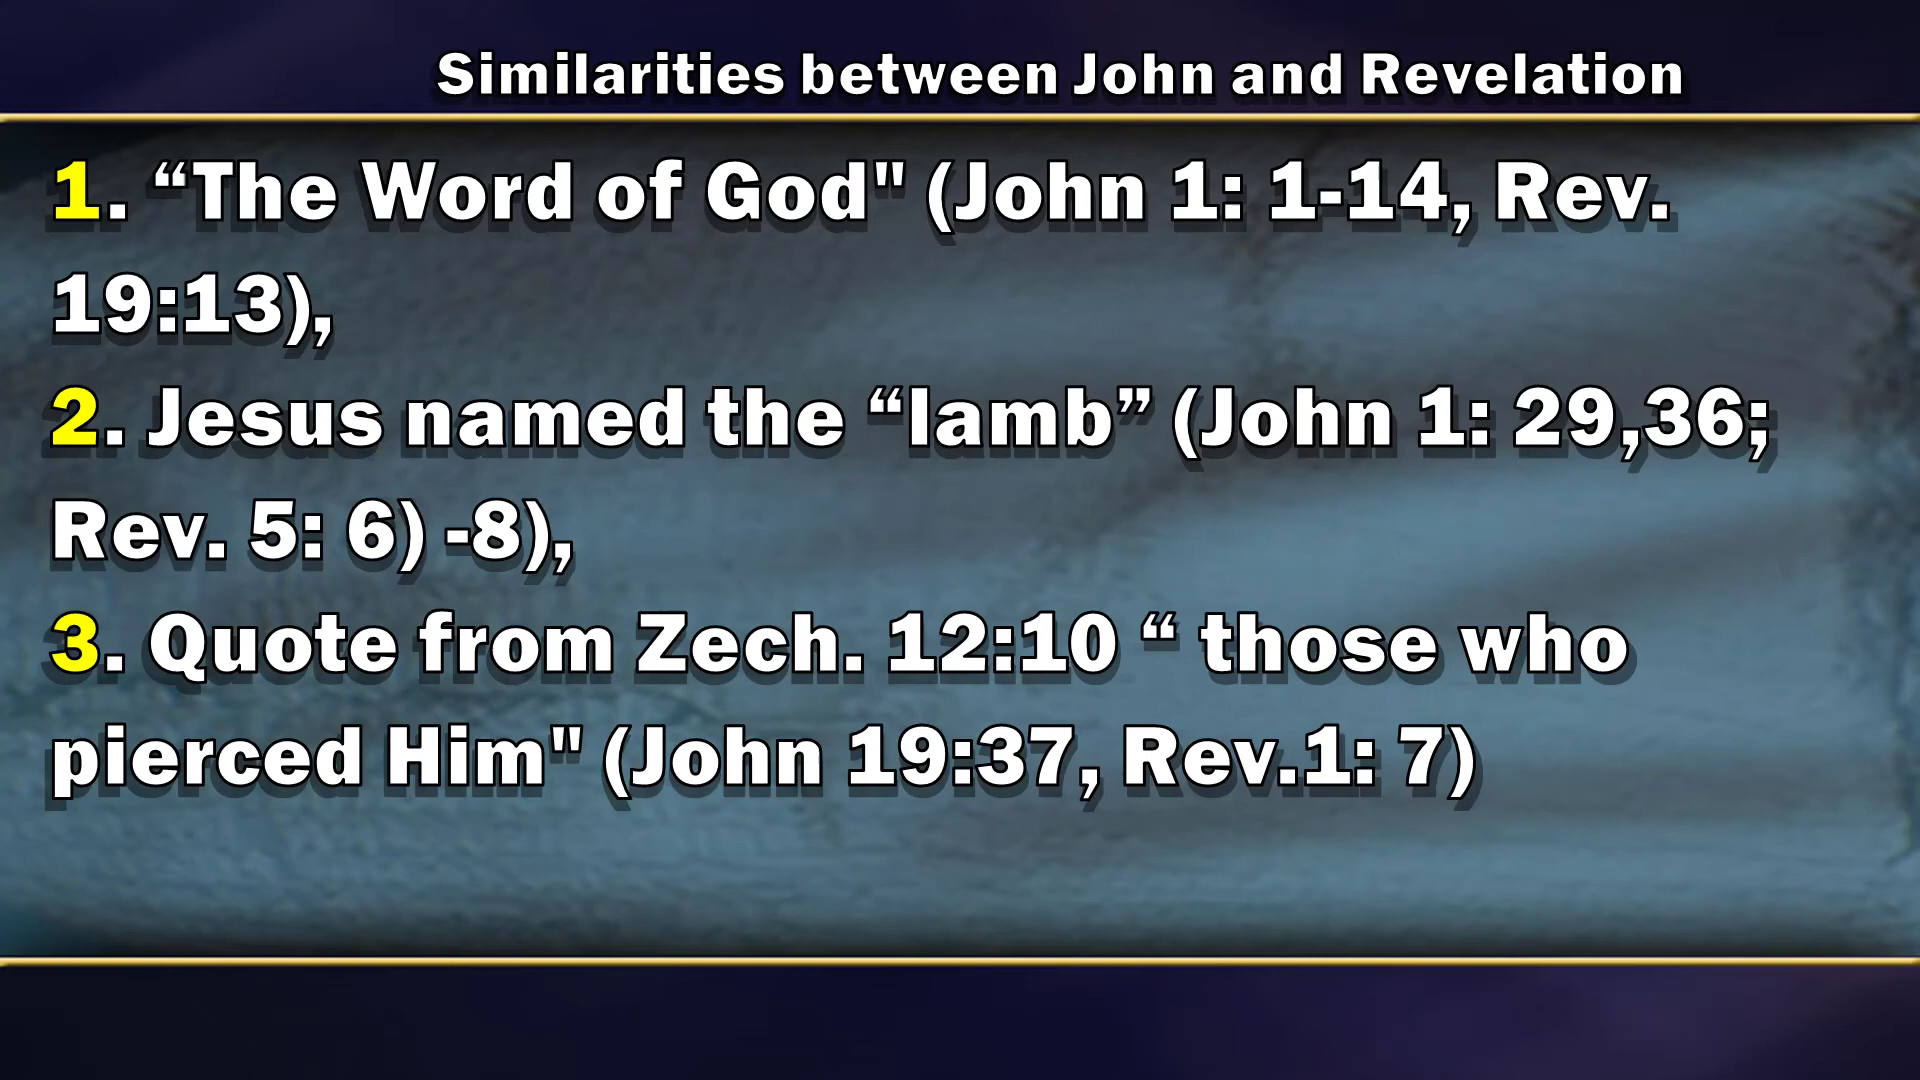 Similarities between John and Revelation
1. “The Word of God" (John 1: 1-14, Rev.
19:13),
2. Jesus named the “lamb” (John 1: 29,36;
Rev. 5: 6) -8),
3. Quote from Zech. 12:10 “ those who
pierced Him" (John 19:37, Rev.1: 7)